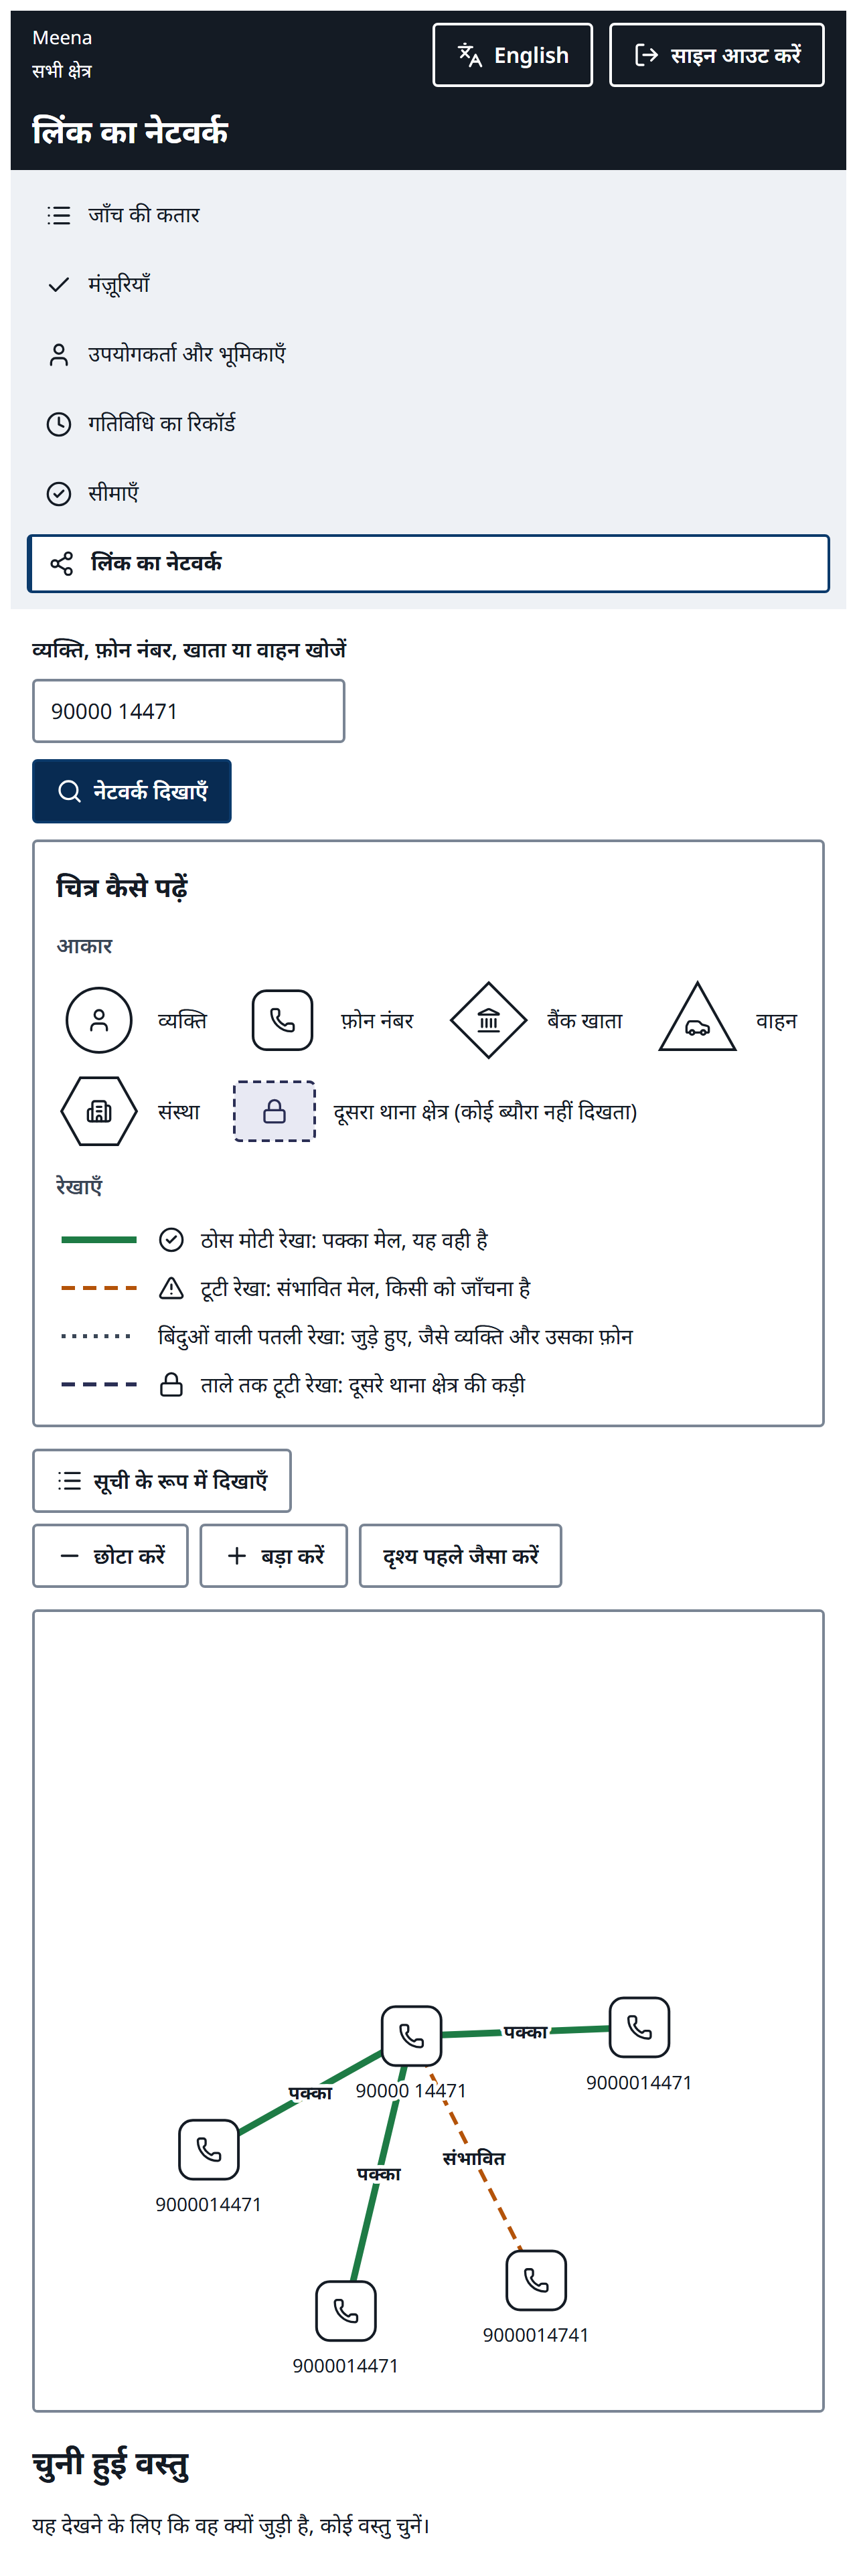 Meena
सभी क्षेत्र
English
साइन आउट करें
लिंक का नेटवर्क
जाँच की कतार
मंज़ूरियाँ
उपयोगकर्ता और भूमिकाएँ
गतिविधि का रिकॉर्ड
सीमाएँ
लिंक का नेटवर्क
व्यक्ति, फ़ोन नंबर, खाता या वाहन खोजें
90000 14471
नेटवर्क दिखाएँ
चित्र कैसे पढ़ें
आकार
व्यक्ति
फ़ोन नंबर
बैंक खाता
वाहन
संस्था
दूसरा थाना क्षेत्र (कोई ब्यौरा नहीं दिखता)
रेखाएँ
ठोस मोटी रेखा: पक्का मेल, यह वही है
टूटी रेखा: संभावित मेल, किसी को जाँचना है
बिंदुओं वाली पतली रेखा: जुड़े हुए, जैसे व्यक्ति और उसका फ़ोन
ताले तक टूटी रेखा: दूसरे थाना क्षेत्र की कड़ी
सूची के रूप में दिखाएँ
छोटा करें
बड़ा करें
दृश्य पहले जैसा करें
पक्का
9000014471
पक्का
90000 14471
संभावित
पक्का
9000014471
9000014741
9000014471
चुनी हुई वस्तु
यह देखने के लिए कि वह क्यों जुड़ी है, कोई वस्तु चुनें।